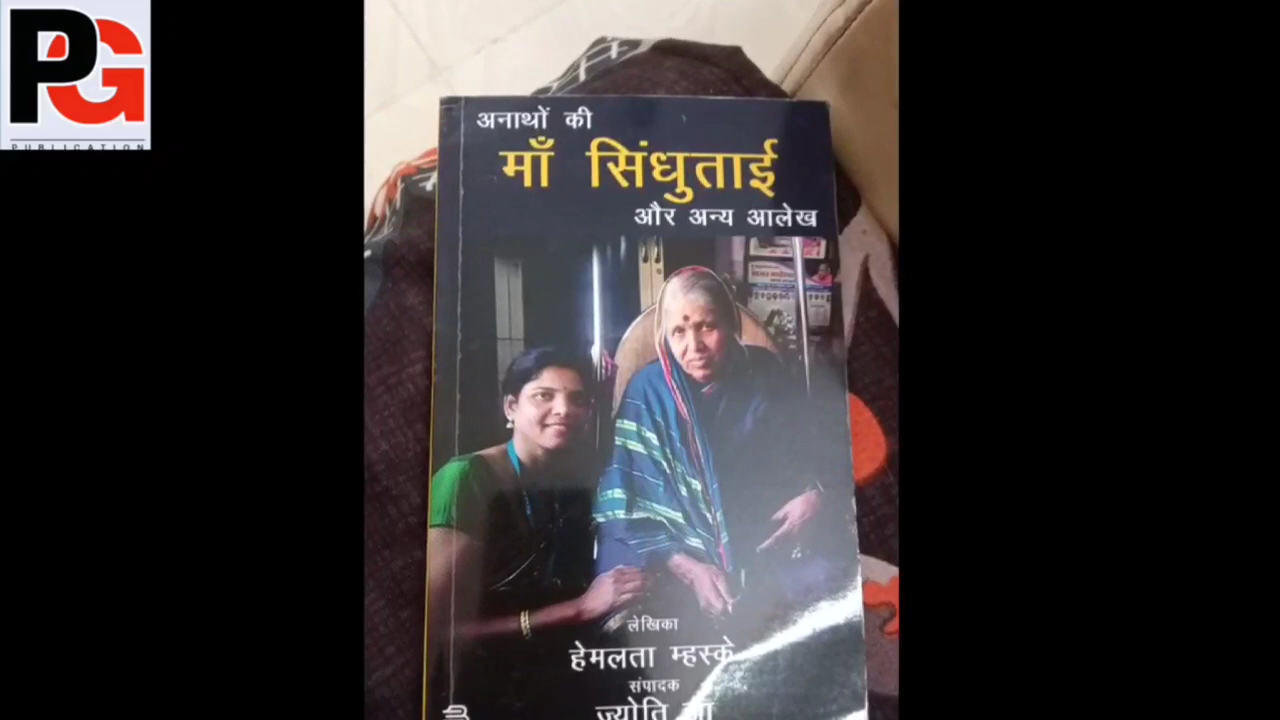 PG
PUBLICATION
अनाथों की
माँ सिंधुताई
और अन्य आलेख
लेखिका
हेमलता म्हस्के
संपादक
ज्योति झा